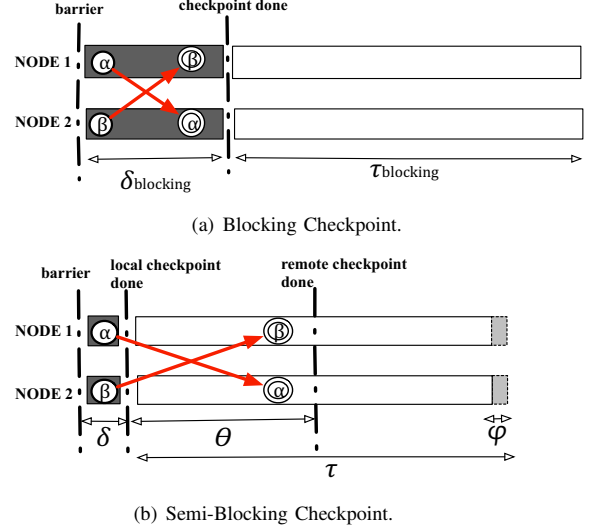 barrier
checkpoint done
NODE 1
α
β
NODE 2
β
α
δblocking
τblocking
(a) Blocking Checkpoint.
barrier
local checkpoint
done
remote checkpoint
done
NODE 1
α
β
NODE 2
β
α
δ
θ
φ
τ
(b) Semi-Blocking Checkpoint.